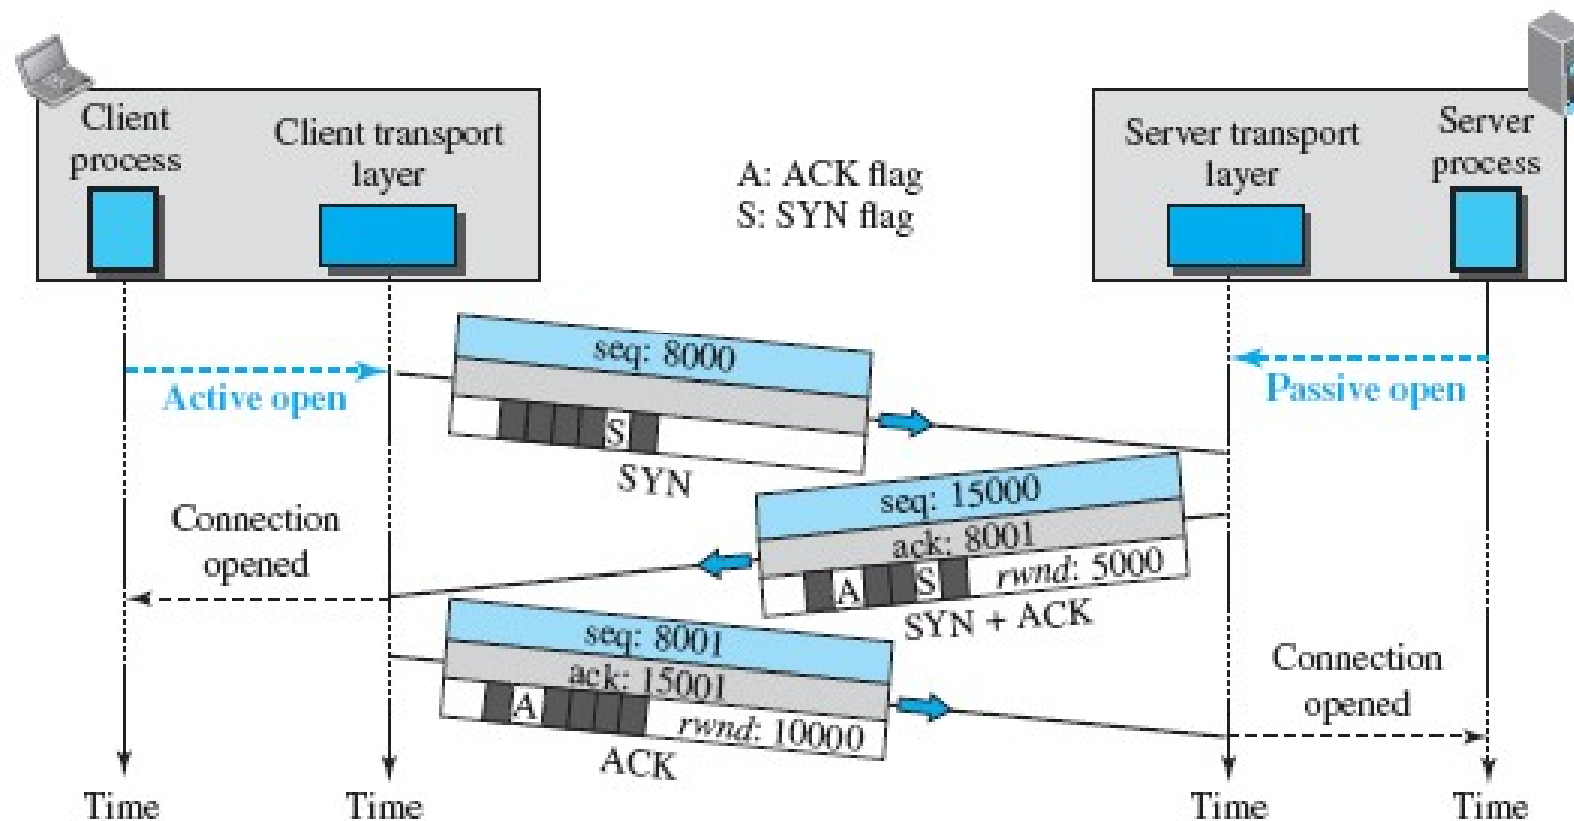 Client
process
Client transport
layer
A: ACK flag
S: SYN flag
Server transport
layer
Server
process
seq: 8000
S
SYN
Active open
Passive open
seq: 15000
ack: 8001
A
S
rwnd: 5000
SYN + ACK
Connection
opened
seq: 8001
ack: 15001
A
rwnd: 10000
ACK
Connection
opened
Time
Time
Time
Time